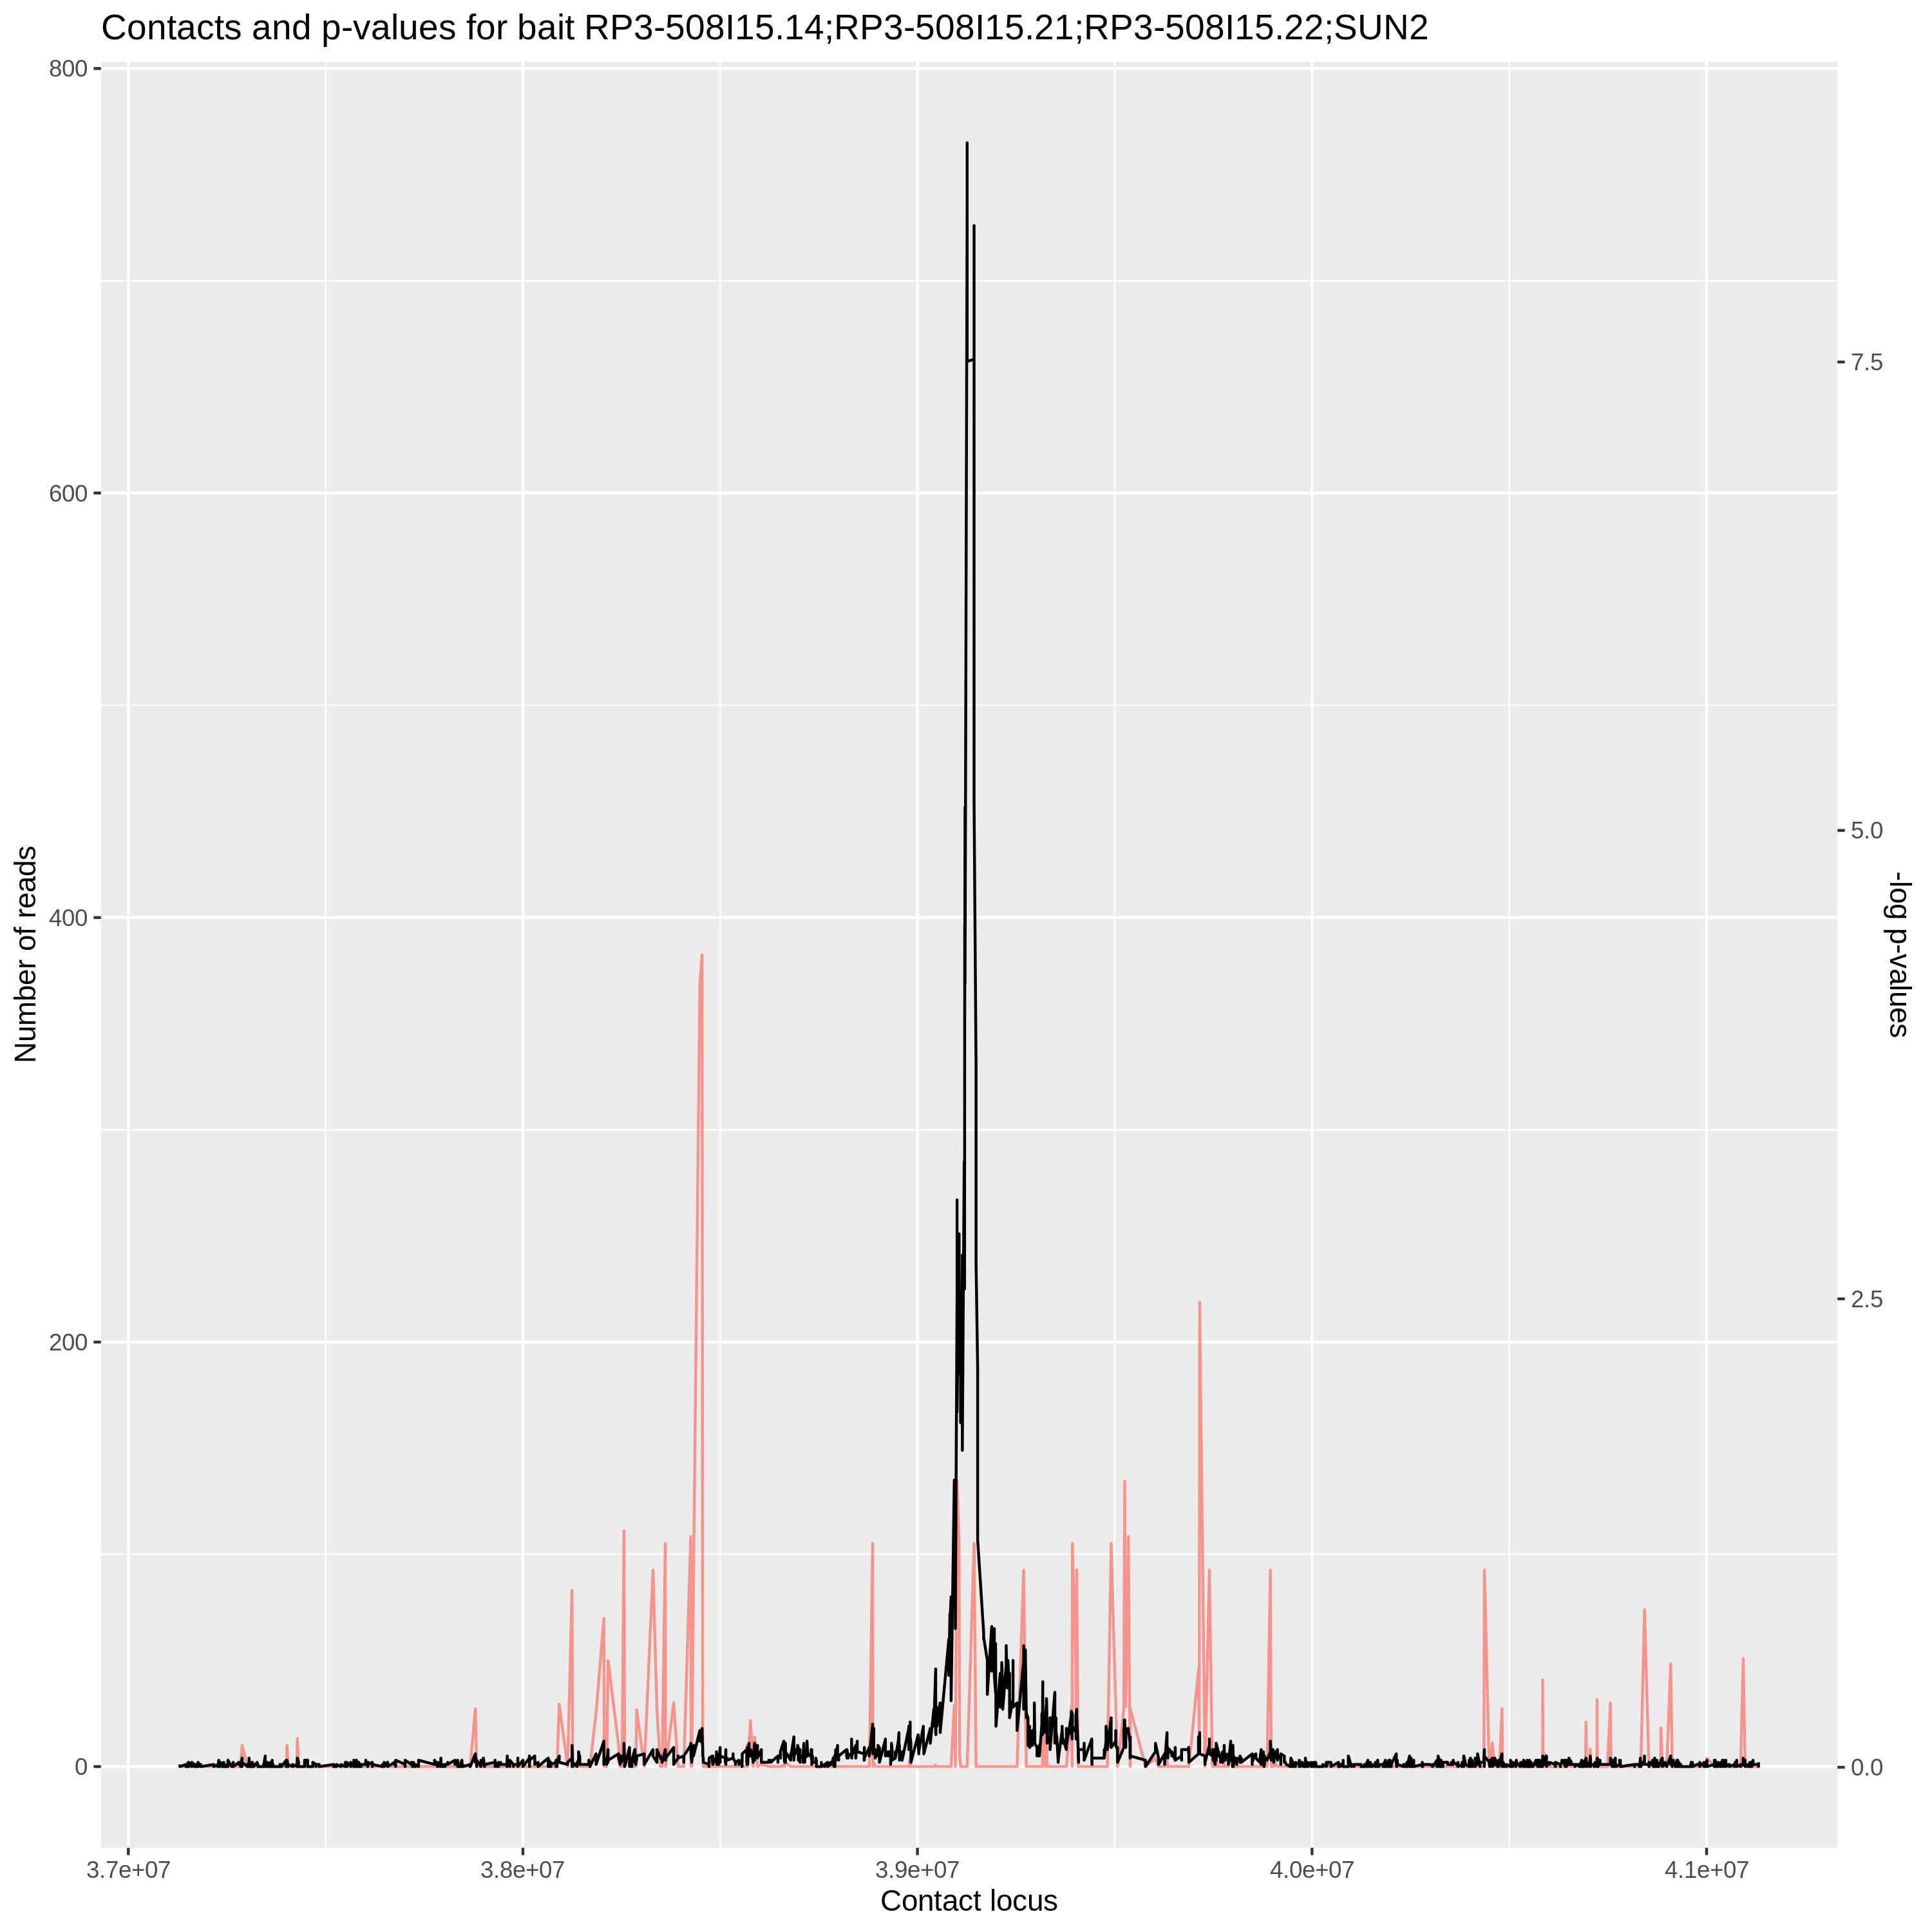 Contacts and p-values for bait RP3-508I15.14;RP3-508I15.21;RP3-508I15.22;SUN2
800
600
400
200
0
Number of reads
7.5
5.0
2.5
0.0
-log p-values
3.7e+07 3.8e+07 3.9e+07 4.0e+07 4.1e+07
Contact locus